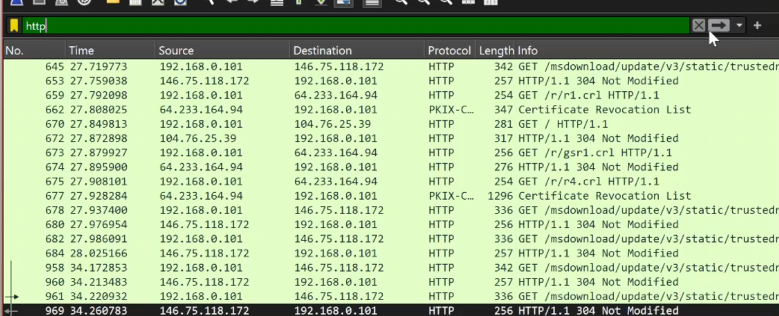 http
No. Time Source Destination Protocol Length Info
645 27.719773 192.168.0.101 146.75.118.172 HTTP 342 GET /msdownload/update/v3/static/trustedr
653 27.759038 146.75.118.172 192.168.0.101 HTTP 257 HTTP/1.1 304 Not Modified
659 27.792098 192.168.0.101 64.233.164.94 HTTP 254 GET /r/r1.crl HTTP/1.1
662 27.808025 64.233.164.94 192.168.0.101 PKIX-C… 347 Certificate Revocation List
670 27.849813 192.168.0.101 104.76.25.39 HTTP 281 GET / HTTP/1.1
672 27.872898 104.76.25.39 192.168.0.101 HTTP 317 HTTP/1.1 304 Not Modified
673 27.879927 192.168.0.101 64.233.164.94 HTTP 256 GET /r/gsr1.crl HTTP/1.1
674 27.895900 64.233.164.94 192.168.0.101 HTTP 276 HTTP/1.1 304 Not Modified
675 27.908101 192.168.0.101 64.233.164.94 HTTP 254 GET /r/r4.crl HTTP/1.1
677 27.928284 64.233.164.94 192.168.0.101 PKIX-C… 1296 Certificate Revocation List
678 27.937400 192.168.0.101 146.75.118.172 HTTP 336 GET /msdownload/update/v3/static/trustedr
680 27.976954 146.75.118.172 192.168.0.101 HTTP 256 HTTP/1.1 304 Not Modified
682 27.986091 192.168.0.101 146.75.118.172 HTTP 336 GET /msdownload/update/v3/static/trustedr
684 28.025166 146.75.118.172 192.168.0.101 HTTP 256 HTTP/1.1 304 Not Modified
958 34.172853 192.168.0.101 146.75.118.172 HTTP 342 GET /msdownload/update/v3/static/trustedr
960 34.213483 146.75.118.172 192.168.0.101 HTTP 257 HTTP/1.1 304 Not Modified
961 34.220932 192.168.0.101 146.75.118.172 HTTP 336 GET /msdownload/update/v3/static/trustedr
969 34.260783 146.75.118.172 192.168.0.101 HTTP 256 HTTP/1.1 304 Not Modified